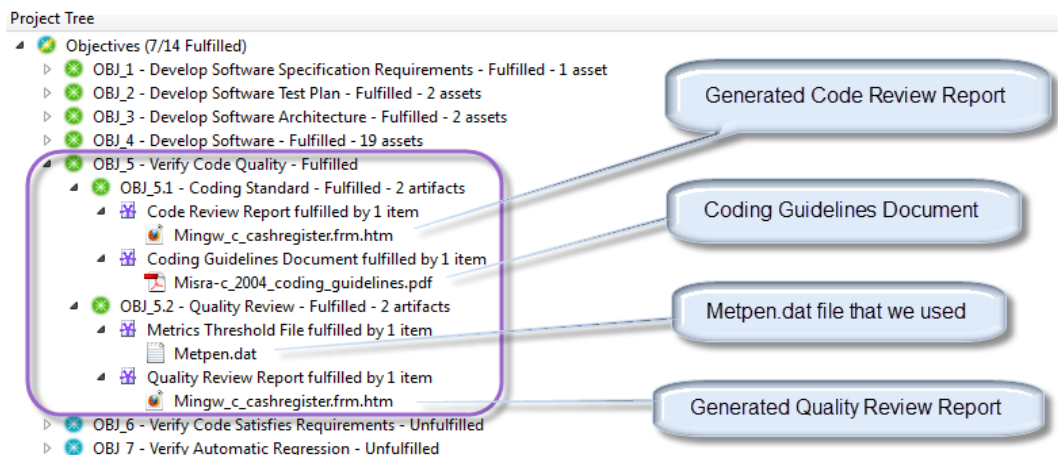 Project Tree
Objectives (7/14 Fulfilled)
OBJ_1 - Develop Software Specification Requirements - Fulfilled - 1 asset
OBJ_2 - Develop Software Test Plan - Fulfilled - 2 assets
OBJ_3 - Develop Software Architecture - Fulfilled - 2 assets
OBJ_4 - Develop Software - Fulfilled - 19 assets
OBJ_5 - Verify Code Quality - Fulfilled
OBJ_5.1 - Coding Standard - Fulfilled - 2 artifacts
Code Review Report fulfilled by 1 item
Mingw_c_cashregister.frm.htm
Coding Guidelines Document fulfilled by 1 item
Misra-c_2004_coding_guidelines.pdf
OBJ_5.2 - Quality Review - Fulfilled - 2 artifacts
Metrics Threshold File fulfilled by 1 item
Metpen.dat
Quality Review Report fulfilled by 1 item
Mingw_c_cashregister.frm.htm
OBJ_6 - Verify Code Satisfies Requirements - Unfulfilled
OBJ_7 - Verify Automatic Regression - Unfulfilled
Generated Code Review Report
Coding Guidelines Document
Metpen.dat file that we used
Generated Quality Review Report